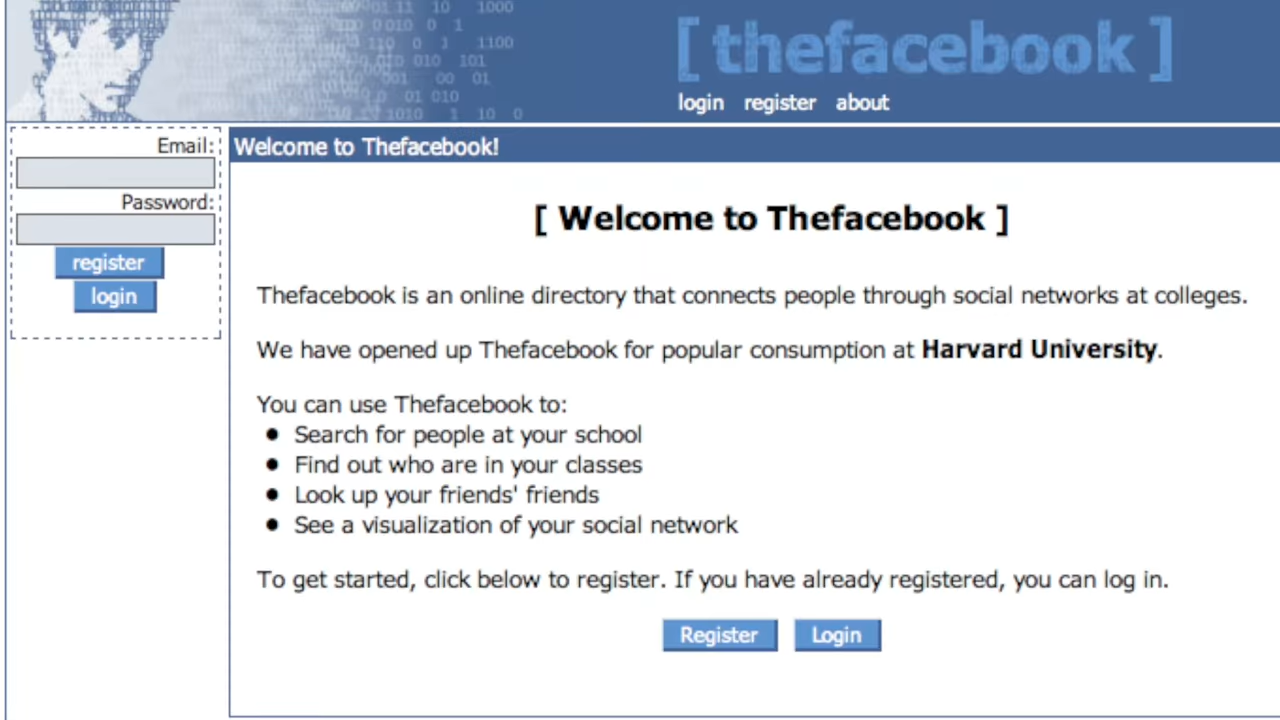 [ thefacebook ]
login register about
Email:
Password:
register
login
Welcome to Thefacebook!
[ Welcome to Thefacebook ]
Thefacebook is an online directory that connects people through social networks at colleges.
We have opened up Thefacebook for popular consumption at Harvard University.
You can use Thefacebook to:
● Search for people at your school
● Find out who are in your classes
● Look up your friends' friends
● See a visualization of your social network
To get started, click below to register. If you have already registered, you can log in.
Register Login